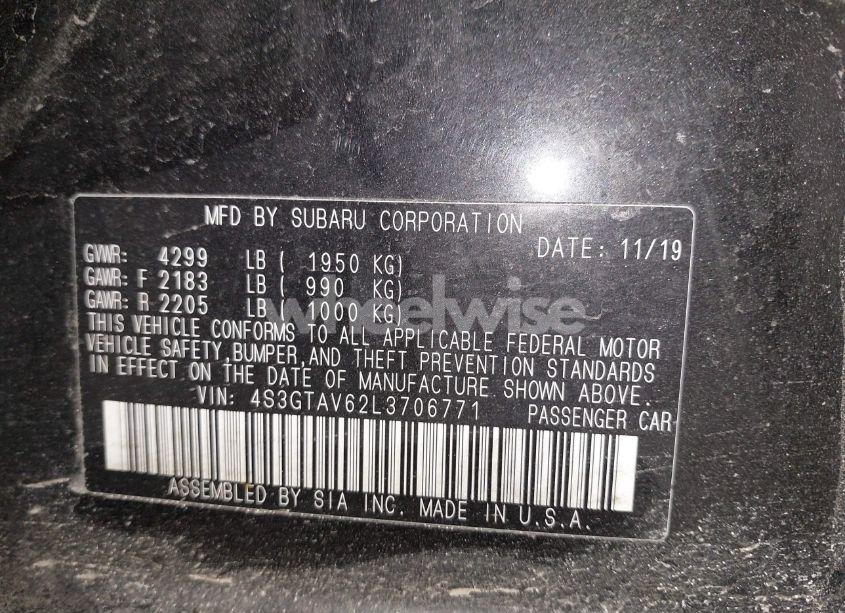 MFD BY SUBARU CORPORATION
DATE: 11/19
GVWR: 4299 LB ( 1950 KG)
GAWR: F 2183 LB ( 990 KG)
GAWR: R 2205 LB ( 1000 KG)
wheelwise
THIS VEHICLE CONFORMS TO ALL APPLICABLE FEDERAL MOTOR
VEHICLE SAFETY, BUMPER, AND THEFT PREVENTION STANDARDS
IN EFFECT ON THE DATE OF MANUFACTURE SHOWN ABOVE.
VIN: 4S3GTAV62L3706771 PASSENGER CAR
ASSEMBLED BY SIA INC. MADE IN U.S.A.